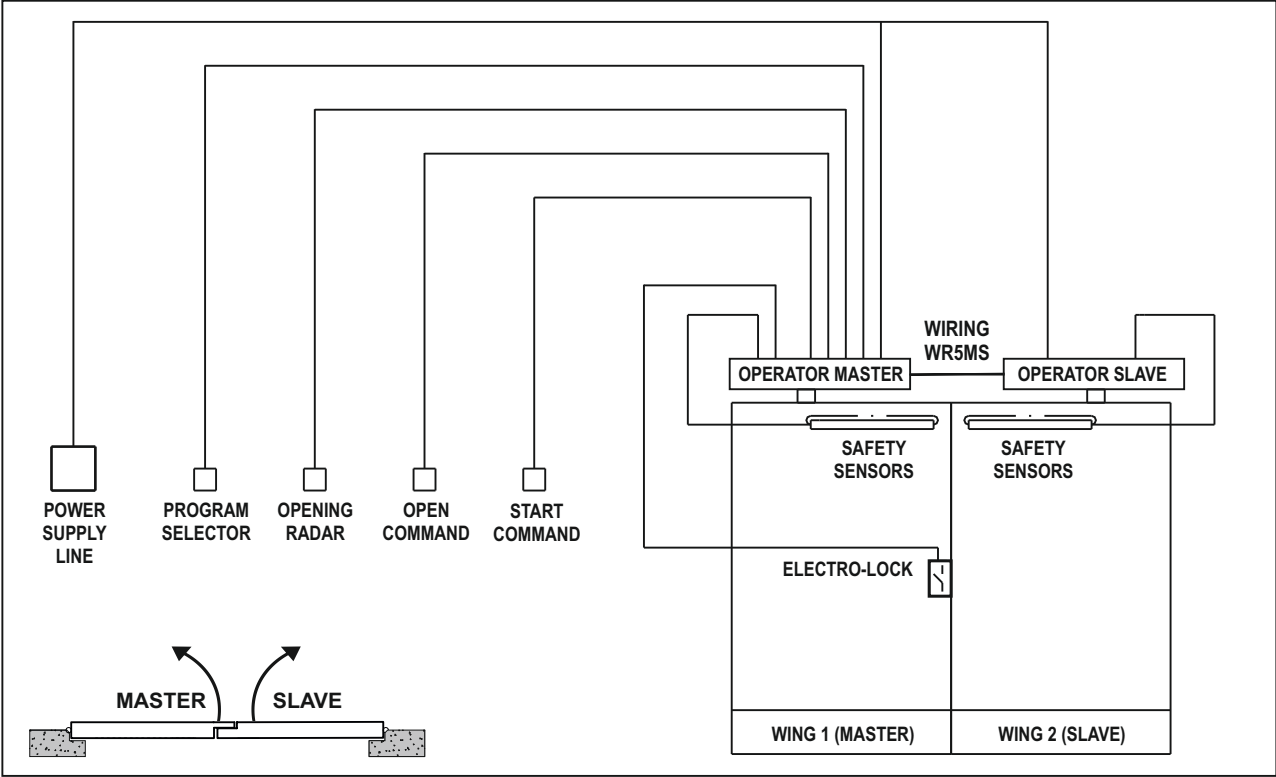 WIRING
WR5MS
OPERATOR MASTER
OPERATOR SLAVE
SAFETY
SENSORS
SAFETY
SENSORS
POWER
SUPPLY
LINE
PROGRAM
SELECTOR
OPENING
RADAR
OPEN
COMMAND
START
COMMAND
ELECTRO-LOCK
MASTER
SLAVE
WING 1 (MASTER)
WING 2 (SLAVE)